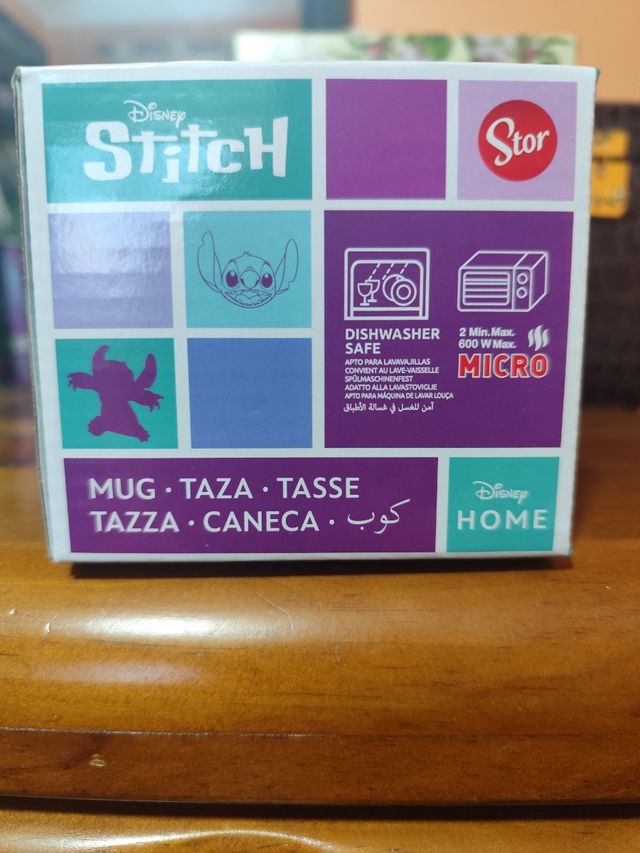 Disney
Stitch
Stor
DISHWASHER
SAFE
APTO PARA LAVAVAJILLAS
CONVIENT AU LAVE-VAISSELLE
SPÜLMASCHINENFEST
ADATTO ALLA LAVASTOVIGLIE
APTO PARA MÁQUINA DE LAVAR LOUÇA
آمن للغسل في غسالة الأطباق
2 Min.Max.
600 W Max.
MICRO
MUG · TAZA · TASSE
TAZZA · CANECA · كوب
Disney
HOME